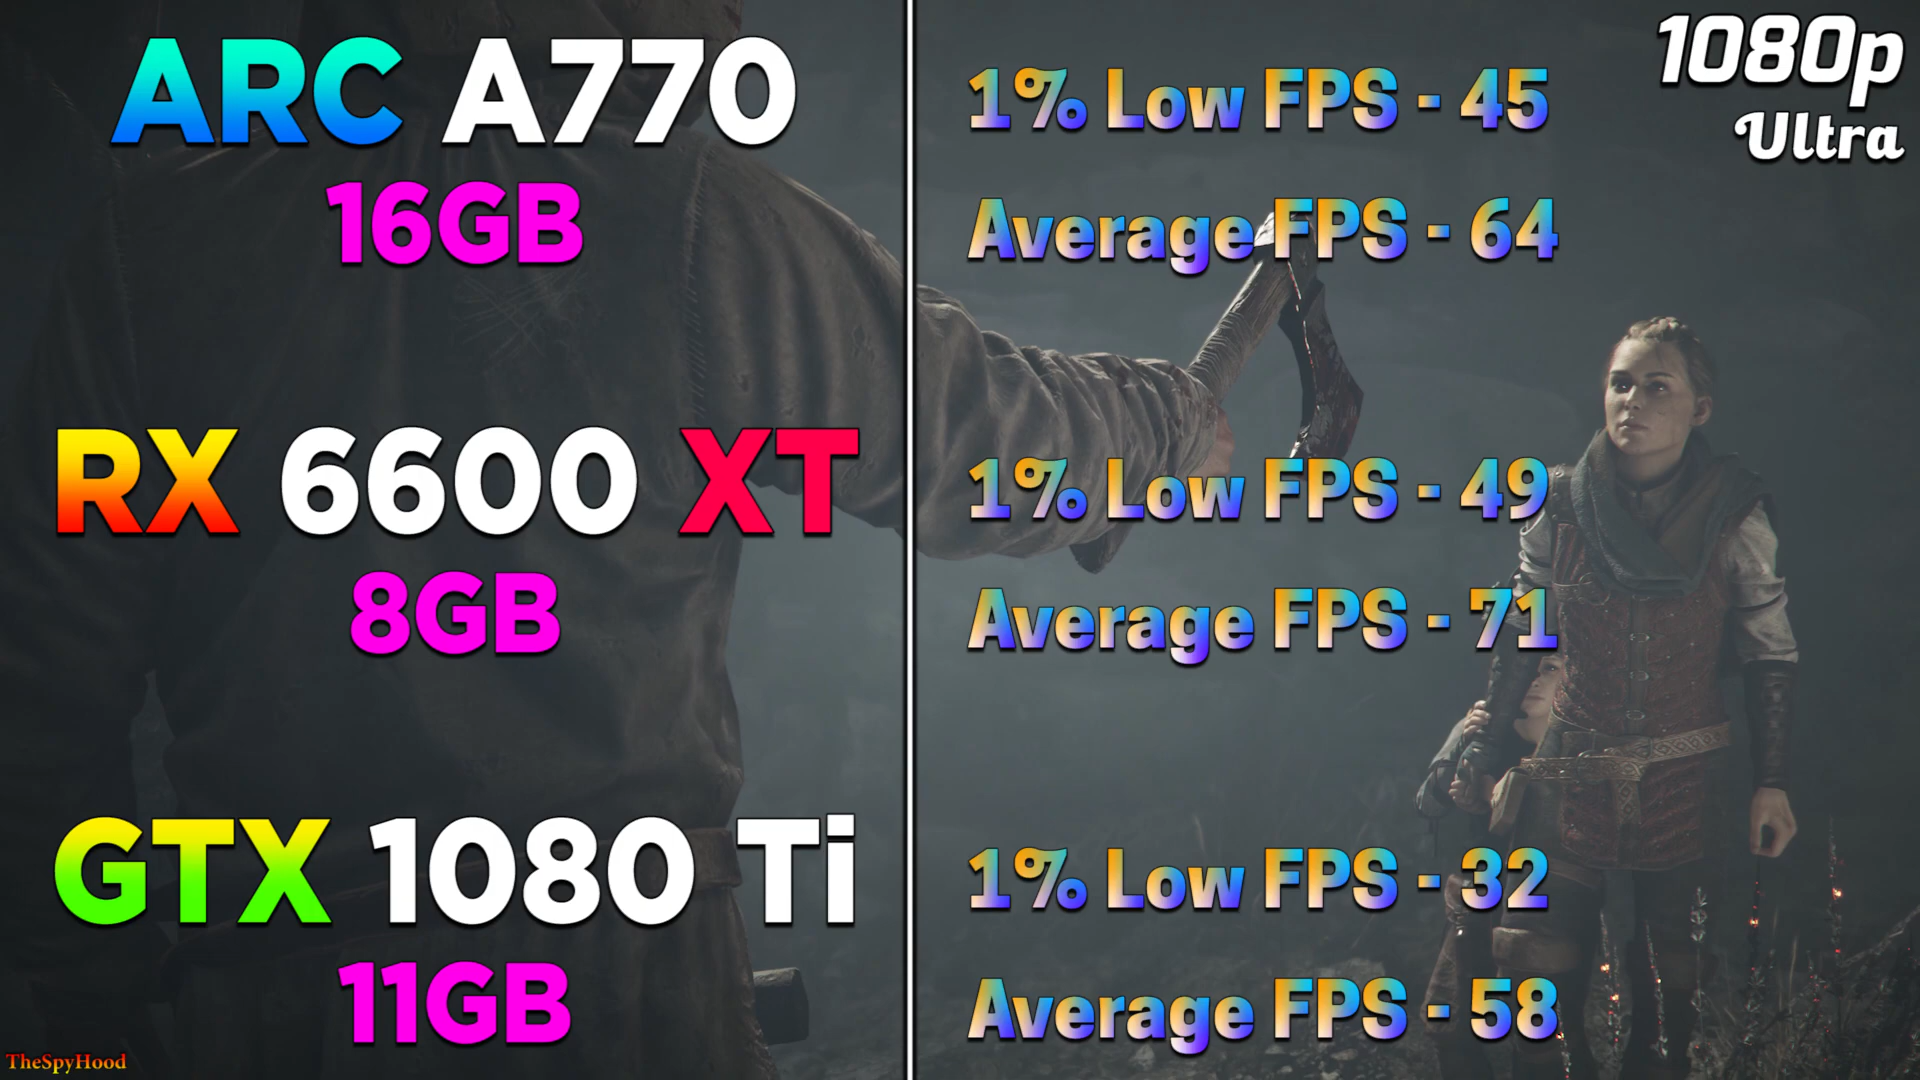 ARC A770
16GB
1% Low FPS - 45
Average FPS - 64
1080p
Ultra
RX 6600 XT
8GB
1% Low FPS - 49
Average FPS - 71
GTX 1080 Ti
11GB
1% Low FPS - 32
Average FPS - 58
TheSpyHood